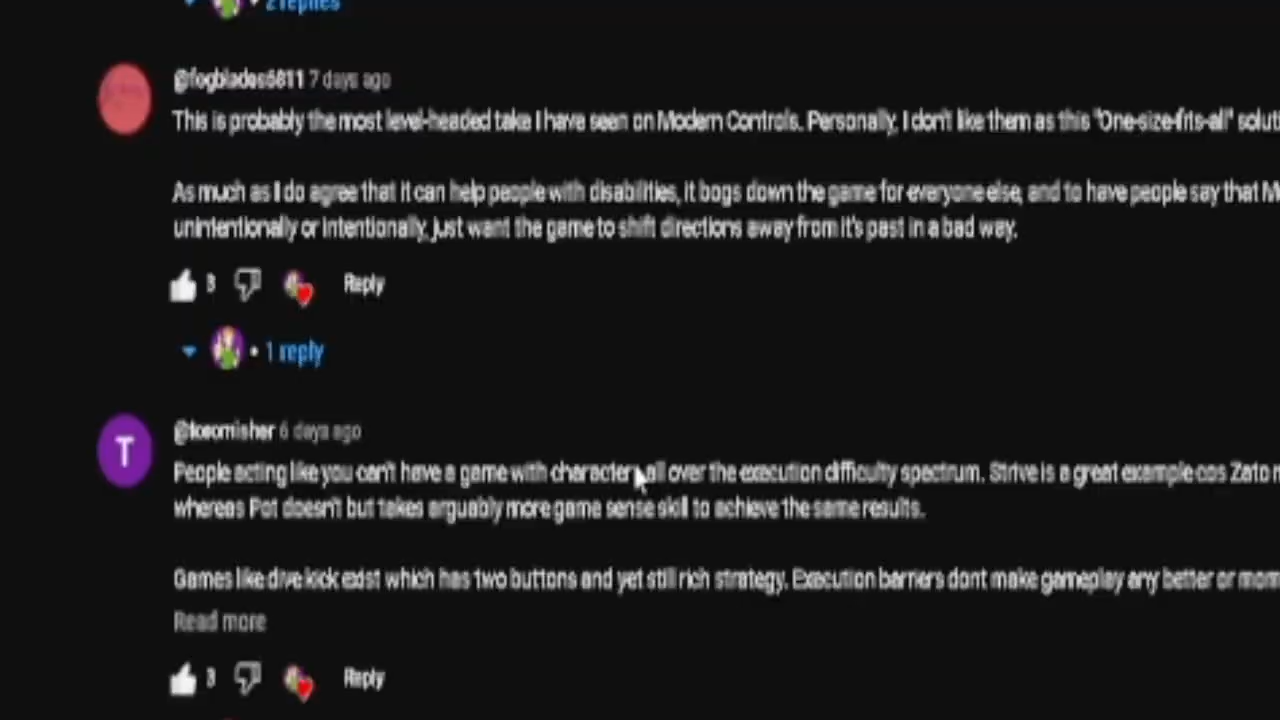 2 replies
@fogblades6811 7 days ago
This is probably the most level-headed take I have seen on Modern Controls. Personally, I don't like them as this "One-size-fits-all"
As much as I do agree that it can help people with disabilities, it bogs down the game for everyone else, and to have people say that
unintentionally or intentionally, just want the game to shift directions away from it's past in a bad way.
3 Reply
1 reply
T
6 days ago
People acting like you can't have a game with characters all over the execution difficulty spectrum. Strive is a great example cos Zato
whereas Pot doesn't but takes arguably more game sense skill to achieve the same results.
Games like dive kick exist which has two buttons and yet still rich strategy. Execution barriers dont make gameplay any better or
Read more
3 Reply